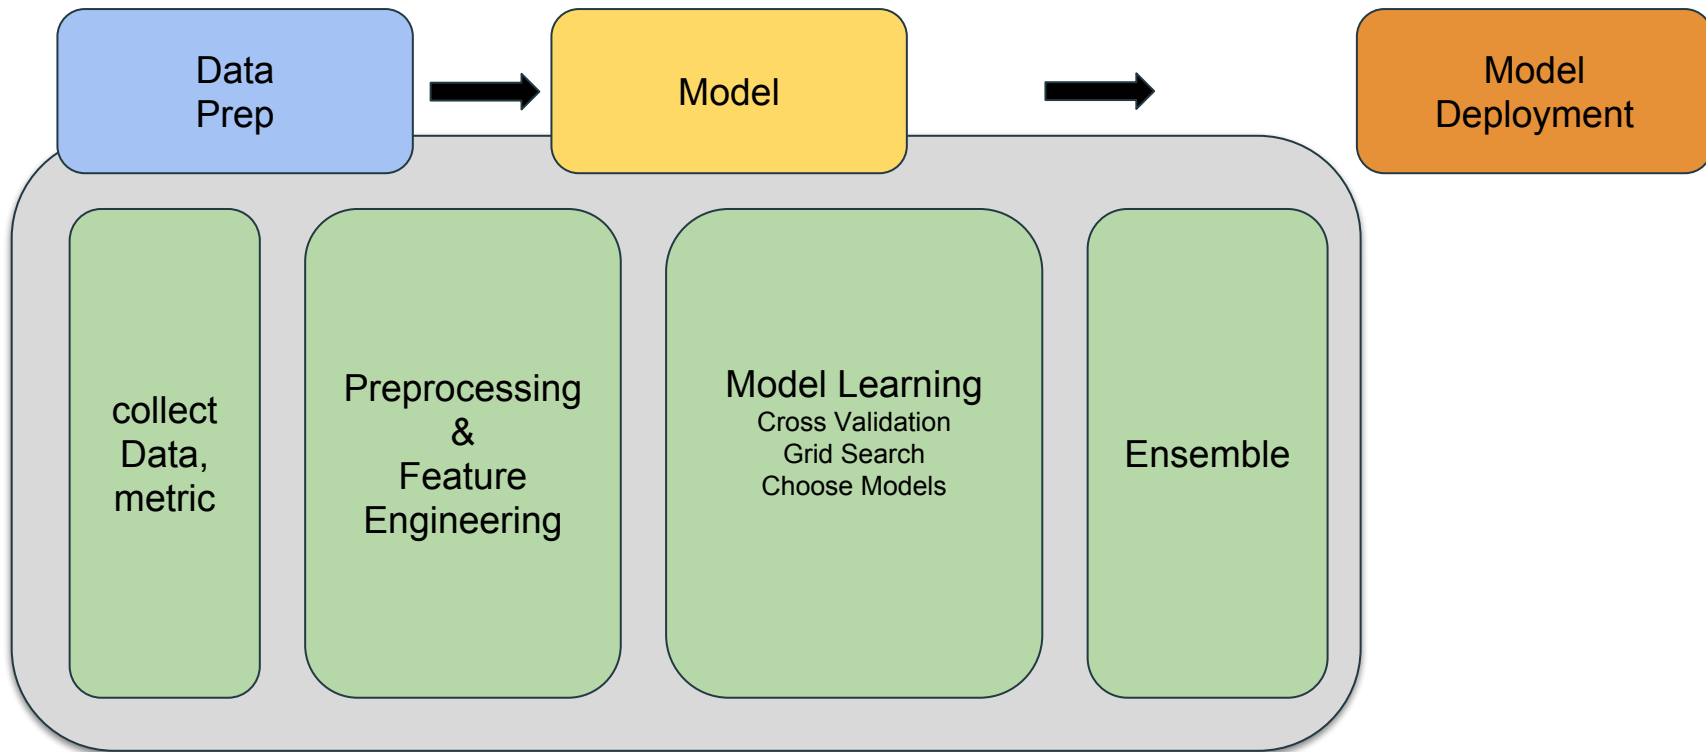 Data
Prep
Model
Model
Deployment
collect
Data,
metric
Preprocessing
&
Feature
Engineering
Model Learning
Cross Validation
Grid Search
Choose Models
Ensemble